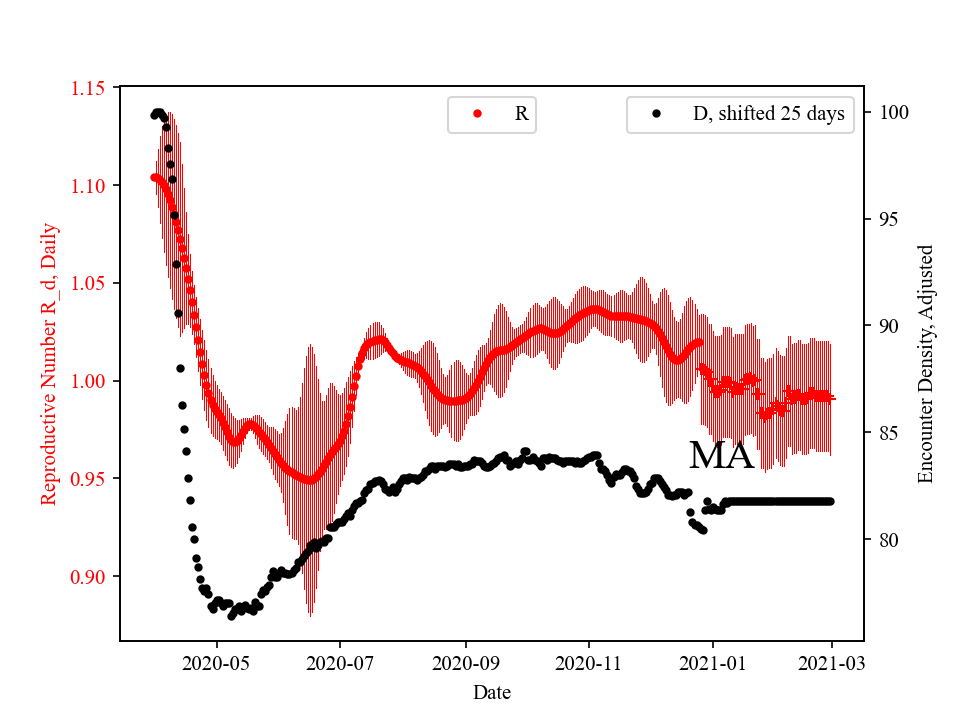 R
D, shifted 25 days
1.15
1.10
1.05
1.00
0.95
0.90
Reproductive Number R_d, Daily
100
95
90
85
80
Encounter Density, Adjusted
MA
2020-05
2020-07
2020-09
2020-11
2021-01
2021-03
Date